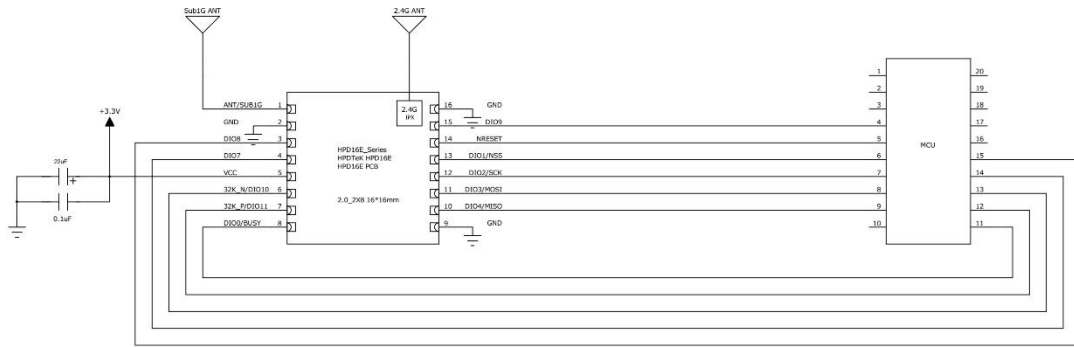 Sub1G ANT
2.4G ANT
+3.3V
22uF
+
0.1uF
ANT/SUB1G 1
GND 2
DIO8 3
DIO7 4
VCC 5
32K_N/DIO10 6
32K_P/DIO11 7
DIO0/BUSY 8
2.4G
IPX
HPD16E_Series
HPDTeK HPD16E
HPD16E PCB
2.0_2X8 16*16mm
16 GND
15 DIO9
14 NRESET
13 DIO1/NSS
12 DIO2/SCK
11 DIO3/MOSI
10 DIO4/MISO
9 GND
1
2
3
4
5
6
7
8
9
10
MCU
20
19
18
17
16
15
14
13
12
11